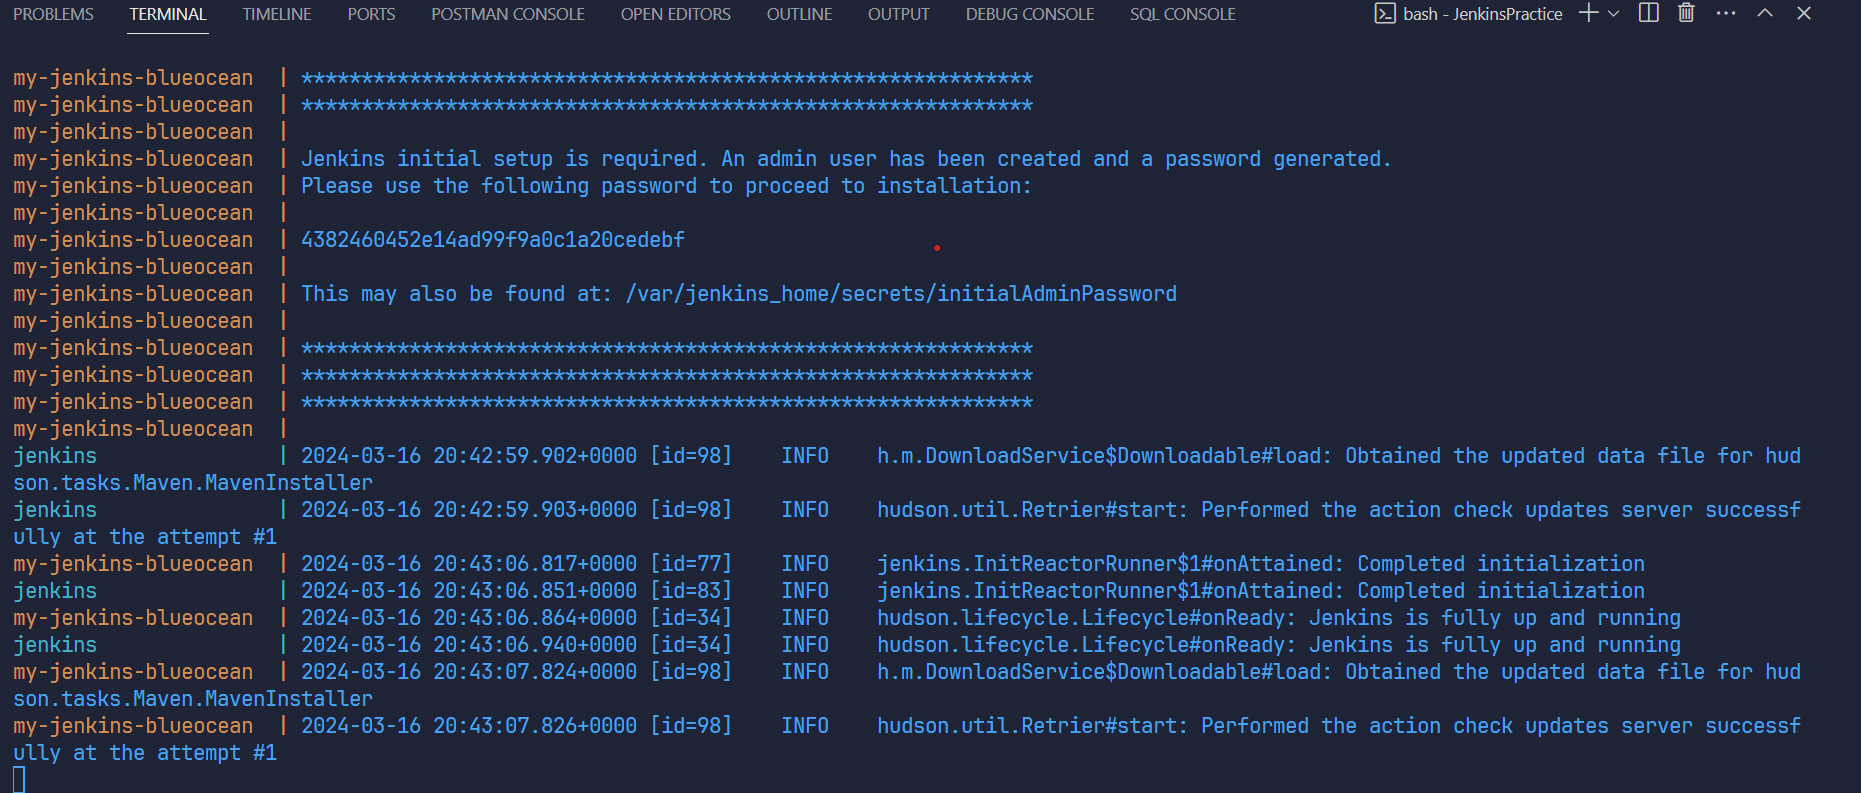 PROBLEMS TERMINAL TIMELINE PORTS POSTMAN CONSOLE OPEN EDITORS OUTLINE OUTPUT DEBUG CONSOLE SQL CONSOLE bash - JenkinsPractice
my-jenkins-blueocean | *************************************************************
my-jenkins-blueocean | *************************************************************
my-jenkins-blueocean |
my-jenkins-blueocean | Jenkins initial setup is required. An admin user has been created and a password generated.
my-jenkins-blueocean | Please use the following password to proceed to installation:
my-jenkins-blueocean |
my-jenkins-blueocean | 4382460452e14ad99f9a0c1a20cedebf
my-jenkins-blueocean |
my-jenkins-blueocean | This may also be found at: /var/jenkins_home/secrets/initialAdminPassword
my-jenkins-blueocean |
my-jenkins-blueocean | *************************************************************
my-jenkins-blueocean | *************************************************************
my-jenkins-blueocean | *************************************************************
my-jenkins-blueocean |
jenkins | 2024-03-16 20:42:59.902+0000 [id=98] INFO h.m.DownloadService$Downloadable#load: Obtained the updated data file for hud
son.tasks.Maven.MavenInstaller
jenkins | 2024-03-16 20:42:59.903+0000 [id=98] INFO hudson.util.Retrier#start: Performed the action check updates server successf
ully at the attempt #1
my-jenkins-blueocean | 2024-03-16 20:43:06.817+0000 [id=77] INFO jenkins.InitReactorRunner$1#onAttained: Completed initialization
jenkins | 2024-03-16 20:43:06.851+0000 [id=83] INFO jenkins.InitReactorRunner$1#onAttained: Completed initialization
my-jenkins-blueocean | 2024-03-16 20:43:06.864+0000 [id=34] INFO hudson.lifecycle.Lifecycle#onReady: Jenkins is fully up and running
jenkins | 2024-03-16 20:43:06.940+0000 [id=34] INFO hudson.lifecycle.Lifecycle#onReady: Jenkins is fully up and running
my-jenkins-blueocean | 2024-03-16 20:43:07.824+0000 [id=98] INFO h.m.DownloadService$Downloadable#load: Obtained the updated data file for hud
son.tasks.Maven.MavenInstaller
my-jenkins-blueocean | 2024-03-16 20:43:07.826+0000 [id=98] INFO hudson.util.Retrier#start: Performed the action check updates server successf
ully at the attempt #1